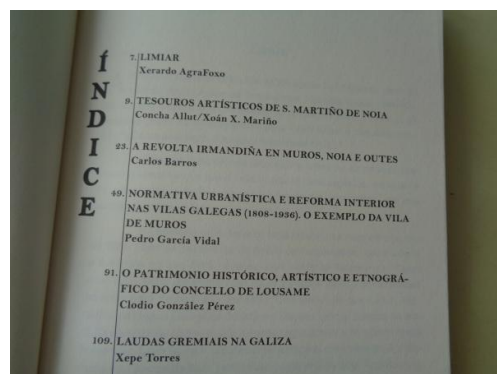 ÍNDICE
7. LIMIAR
Xerardo AgraFoxo
9. TESOUROS ARTÍSTICOS DE S. MARTIÑO DE NOIA
Concha Allut/Xoán X. Mariño
23. A REVOLTA IRMANDIÑA EN MUROS, NOIA E OUTES
Carlos Barros
49. NORMATIVA URBANÍSTICA E REFORMA INTERIOR
NAS VILAS GALEGAS (1808-1936). O EXEMPLO DA VILA
DE MUROS
Pedro García Vidal
91. O PATRIMONIO HISTÓRICO, ARTÍSTICO E ETNOGRÁ-
FICO DO CONCELLO DE LOUSAME
Clodio González Pérez
109. LAUDAS GREMIAIS NA GALIZA
Xepe Torres